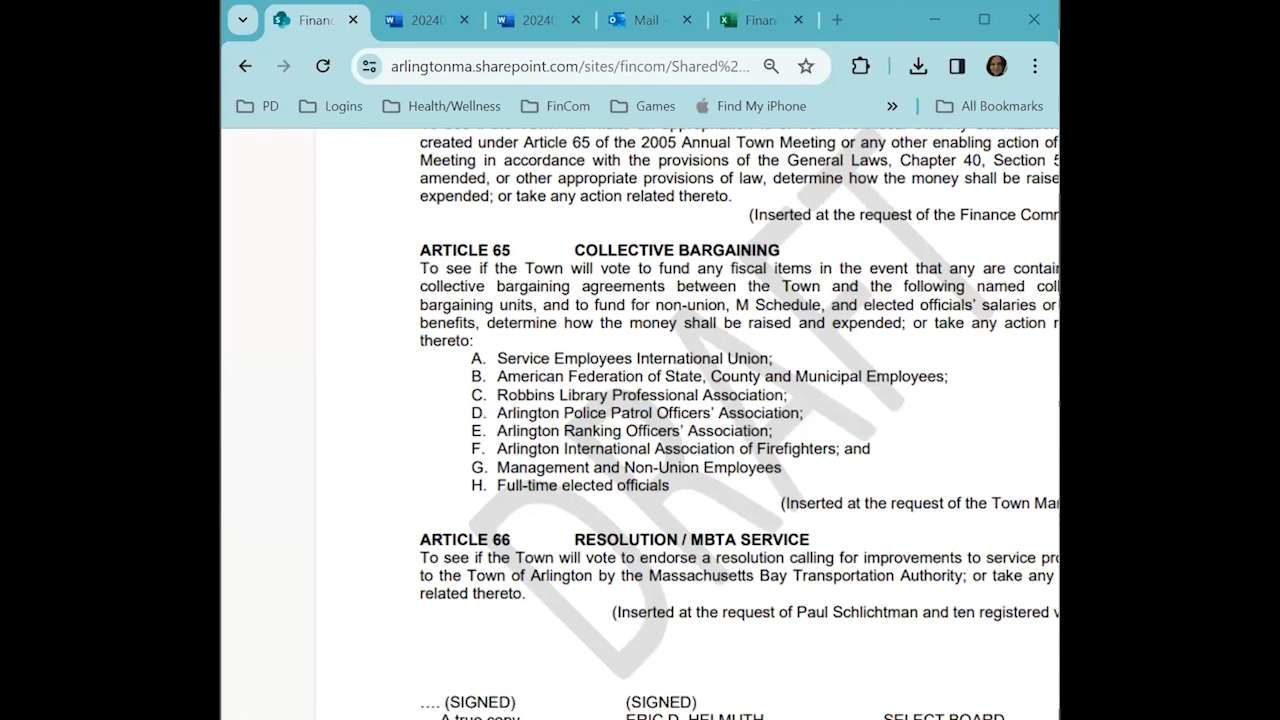 Financ
2024(
2024(
Mail -
Finan
arlingtonma.sharepoint.com/sites/fincom/Shared%2...
PD
Logins
Health/Wellness
FinCom
Games
Find My iPhone
»
All Bookmarks
created under Article 65 of the 2005 Annual Town Meeting or any other enabling action of
Meeting in accordance with the provisions of the General Laws, Chapter 40, Section 5
amended, or other appropriate provisions of law, determine how the money shall be raise
expended; or take any action related thereto.
(Inserted at the request of the Finance Comm
ARTICLE 65 COLLECTIVE BARGAINING
To see if the Town will vote to fund any fiscal items in the event that any are contain
collective bargaining agreements between the Town and the following named coll
bargaining units, and to fund for non-union, M Schedule, and elected officials' salaries or
benefits, determine how the money shall be raised and expended; or take any action r
thereto:
A. Service Employees International Union;
B. American Federation of State, County and Municipal Employees;
C. Robbins Library Professional Association;
D. Arlington Police Patrol Officers' Association;
E. Arlington Ranking Officers' Association;
F. Arlington International Association of Firefighters; and
G. Management and Non-Union Employees
H. Full-time elected officials
(Inserted at the request of the Town Man
ARTICLE 66 RESOLUTION / MBTA SERVICE
To see if the Town will vote to endorse a resolution calling for improvements to service pro
to the Town of Arlington by the Massachusetts Bay Transportation Authority; or take any
related thereto.
(Inserted at the request of Paul Schlichtman and ten registered v
DRAFT
.... (SIGNED) (SIGNED)
A true copy ERIC D. HELMUTH SELECT BOARD